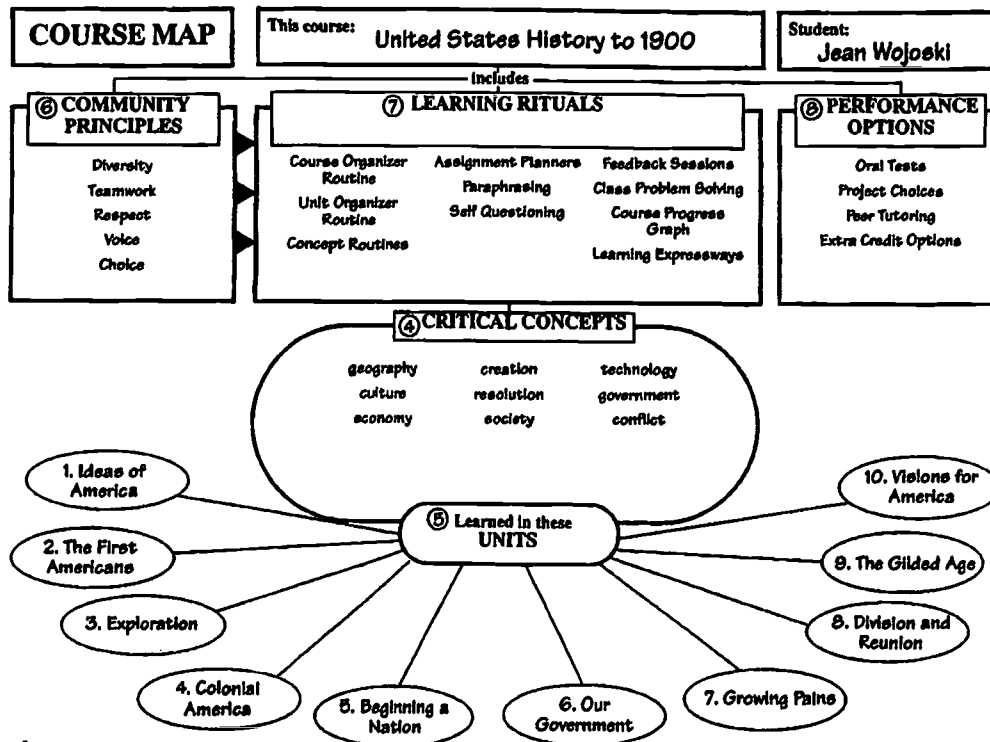 COURSE MAP
This course:
United States History to 1900
Student:
Jean Wojoski
includes
⑥ COMMUNITY
PRINCIPLES
Diversity
Teamwork
Respect
Voice
Choice
⑦ LEARNING RITUALS
Course Organizer
Routine
Unit Organizer
Routine
Concept Routines
Assignment Planners
Paraphrasing
Self Questioning
Feedback Sessions
Class Problem Solving
Course Progress
Graph
Learning Expressways
⑧ PERFORMANCE
OPTIONS
Oral Tests
Project Choices
Peer Tutoring
Extra Credit Options
④ CRITICAL CONCEPTS
geography creation technology
culture resolution government
economy society conflict
⑤ Learned in these
UNITS
1. Ideas of
America
2. The First
Americans
3. Exploration
4. Colonial
America
5. Beginning a
Nation
6. Our
Government
7. Growing Pains
8. Division and
Reunion
9. The Gilded Age
10. Visions for
America